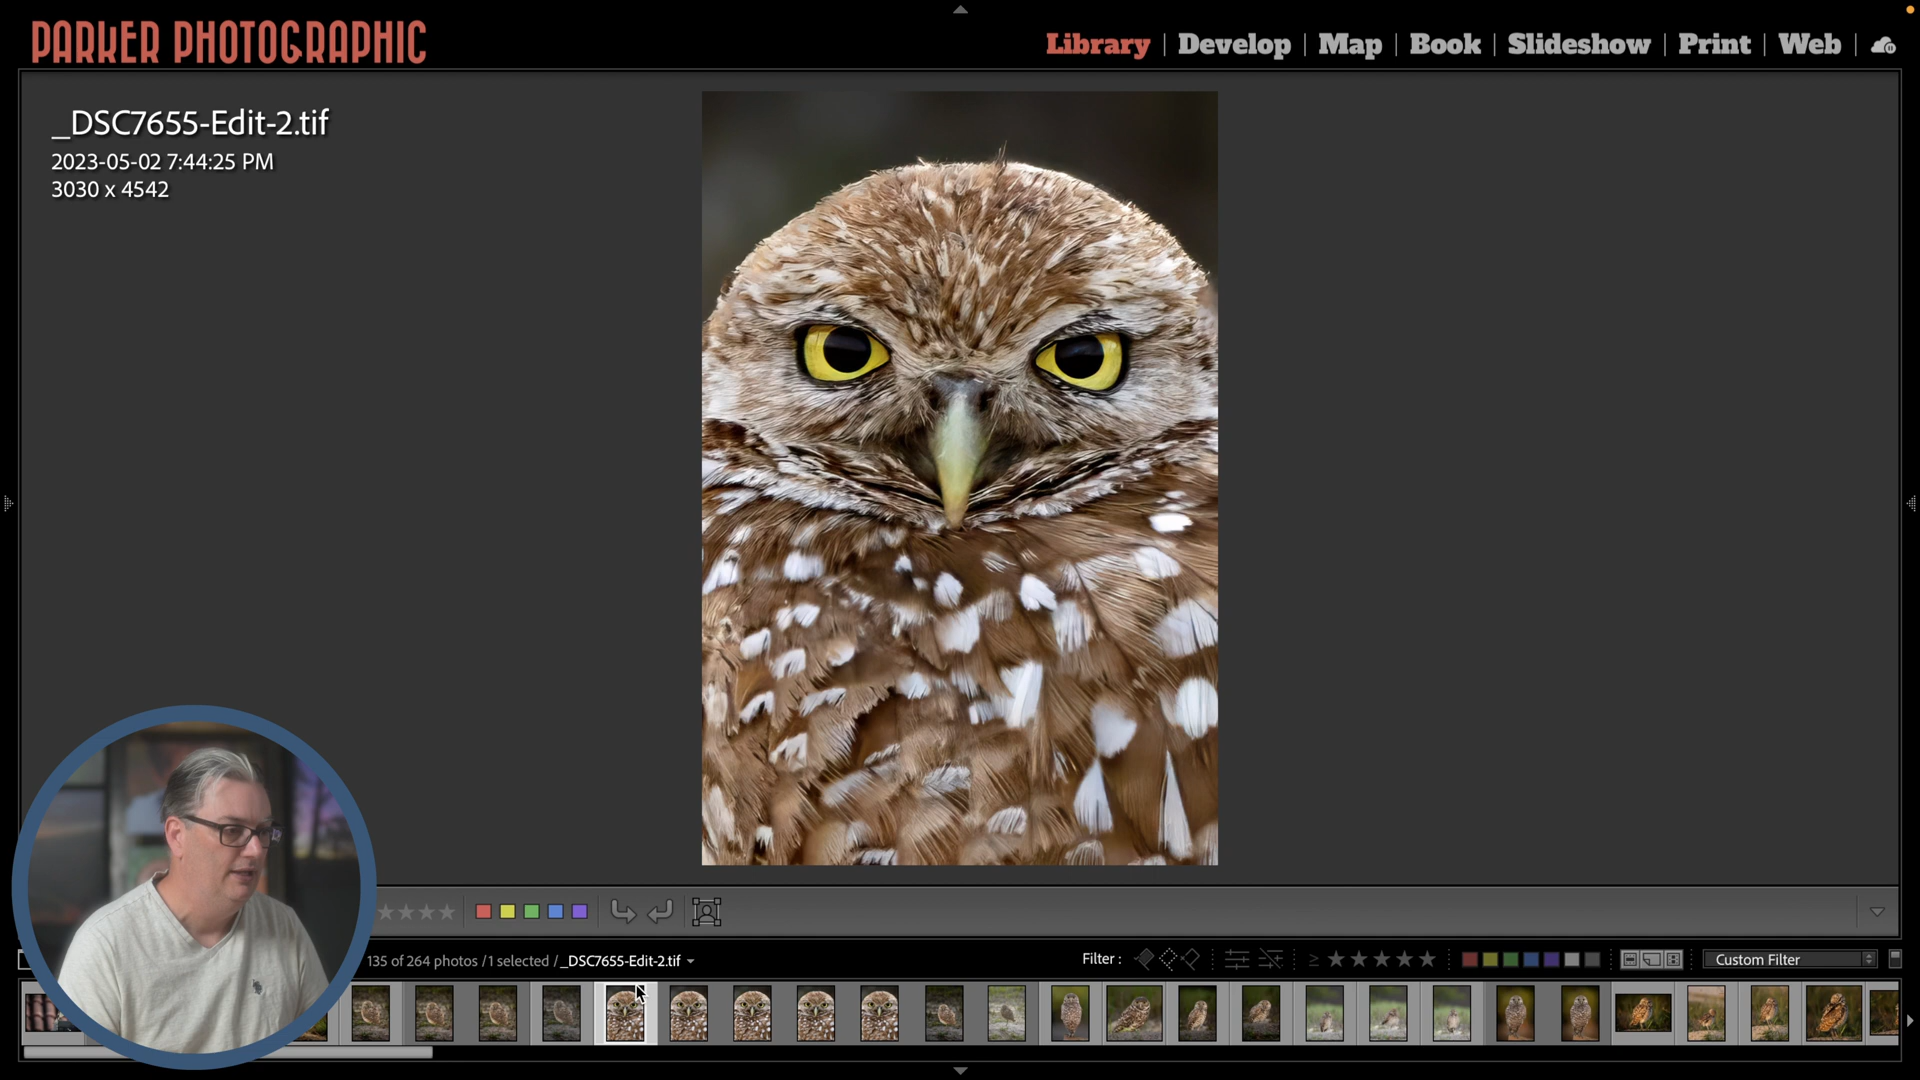 PARKER PHOTOGRAPHIC
Library | Develop | Map | Book | Slideshow | Print | Web |
_DSC7655-Edit-2.tif
2023-05-02 7:44:25 PM
3030 x 4542
135 of 264 photos /1 selected /_DSC7655-Edit-2.tif
Filter :
Custom Filter